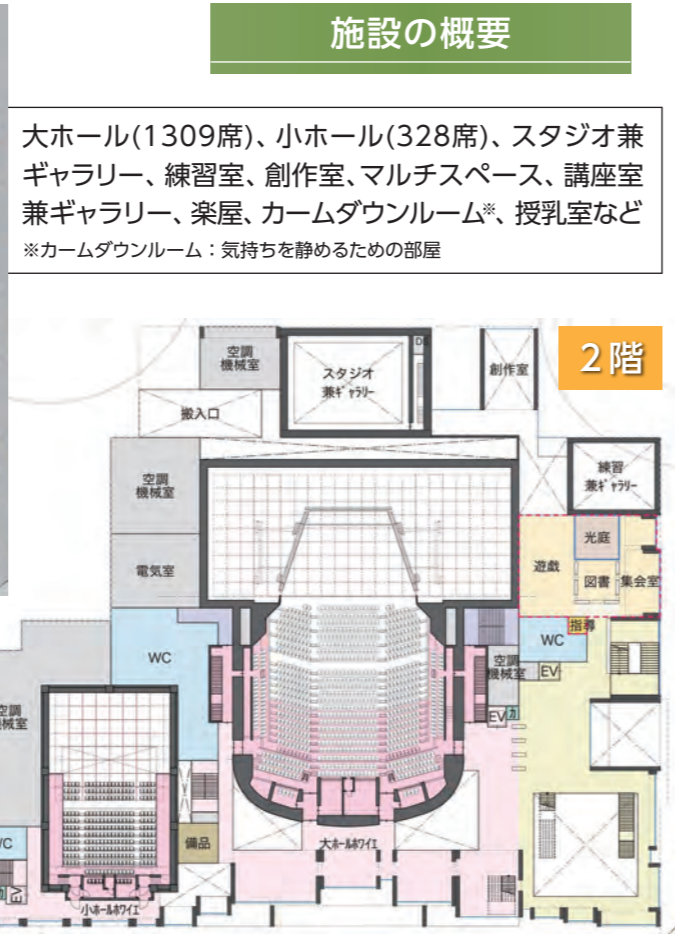 施設の概要
大ホール(1309席)、小ホール(328席)、スタジオ兼
ギャラリー、練習室、創作室、マルチスペース、講座室
兼ギャラリー、楽屋、カームダウンルーム※、授乳室など
※カームダウンルーム：気持ちを静めるための部屋
2階
空調
機械室
スタジオ
兼ギャラリー
創作室
搬入口
練習
兼ギャラリー
空調
機械室
光庭
遊戯
図書
集会室
電気室
指導
WC
WC
空調
機械室
EV
空調
機械室
EV
カ
大ホールホワイエ
備品
WC
EV
小ホールホワイエ